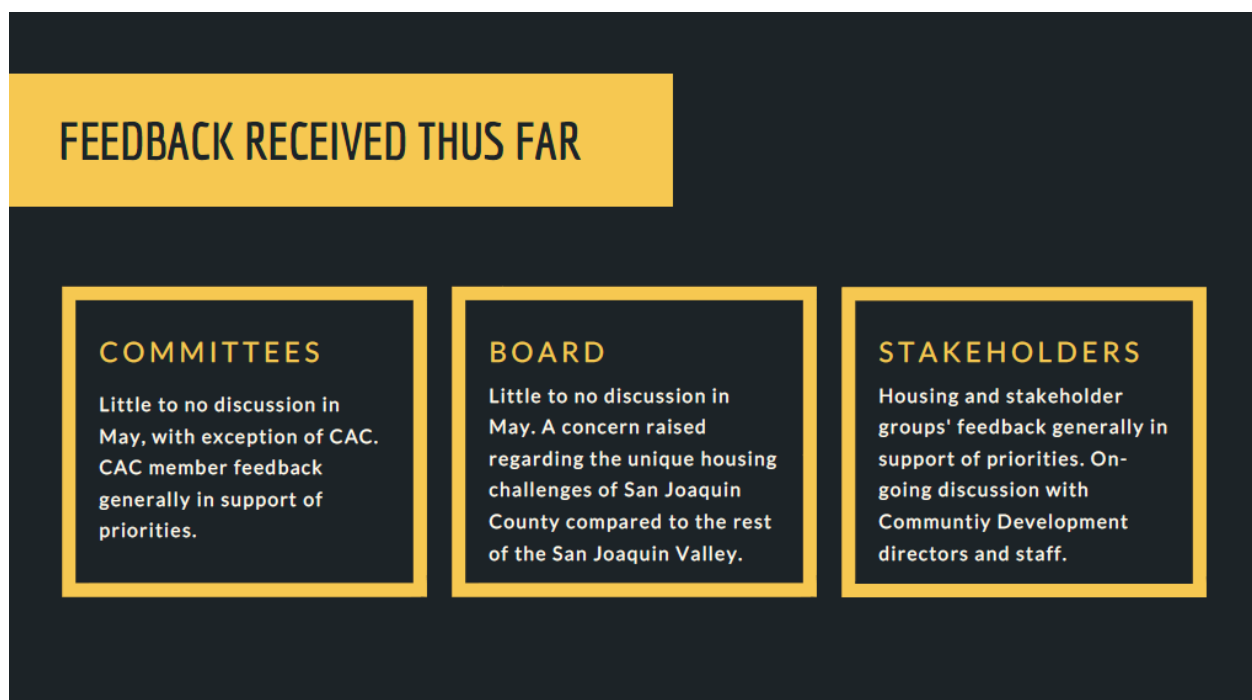 FEEDBACK RECEIVED THUS FAR
COMMITTEES
Little to no discussion in
May, with exception of CAC.
CAC member feedback
generally in support of
priorities.
BOARD
Little to no discussion in
May. A concern raised
regarding the unique housing
challenges of San Joaquin
County compared to the rest
of the San Joaquin Valley.
STAKEHOLDERS
Housing and stakeholder
groups' feedback generally in
support of priorities. On-
going discussion with
Communtiy Development
directors and staff.